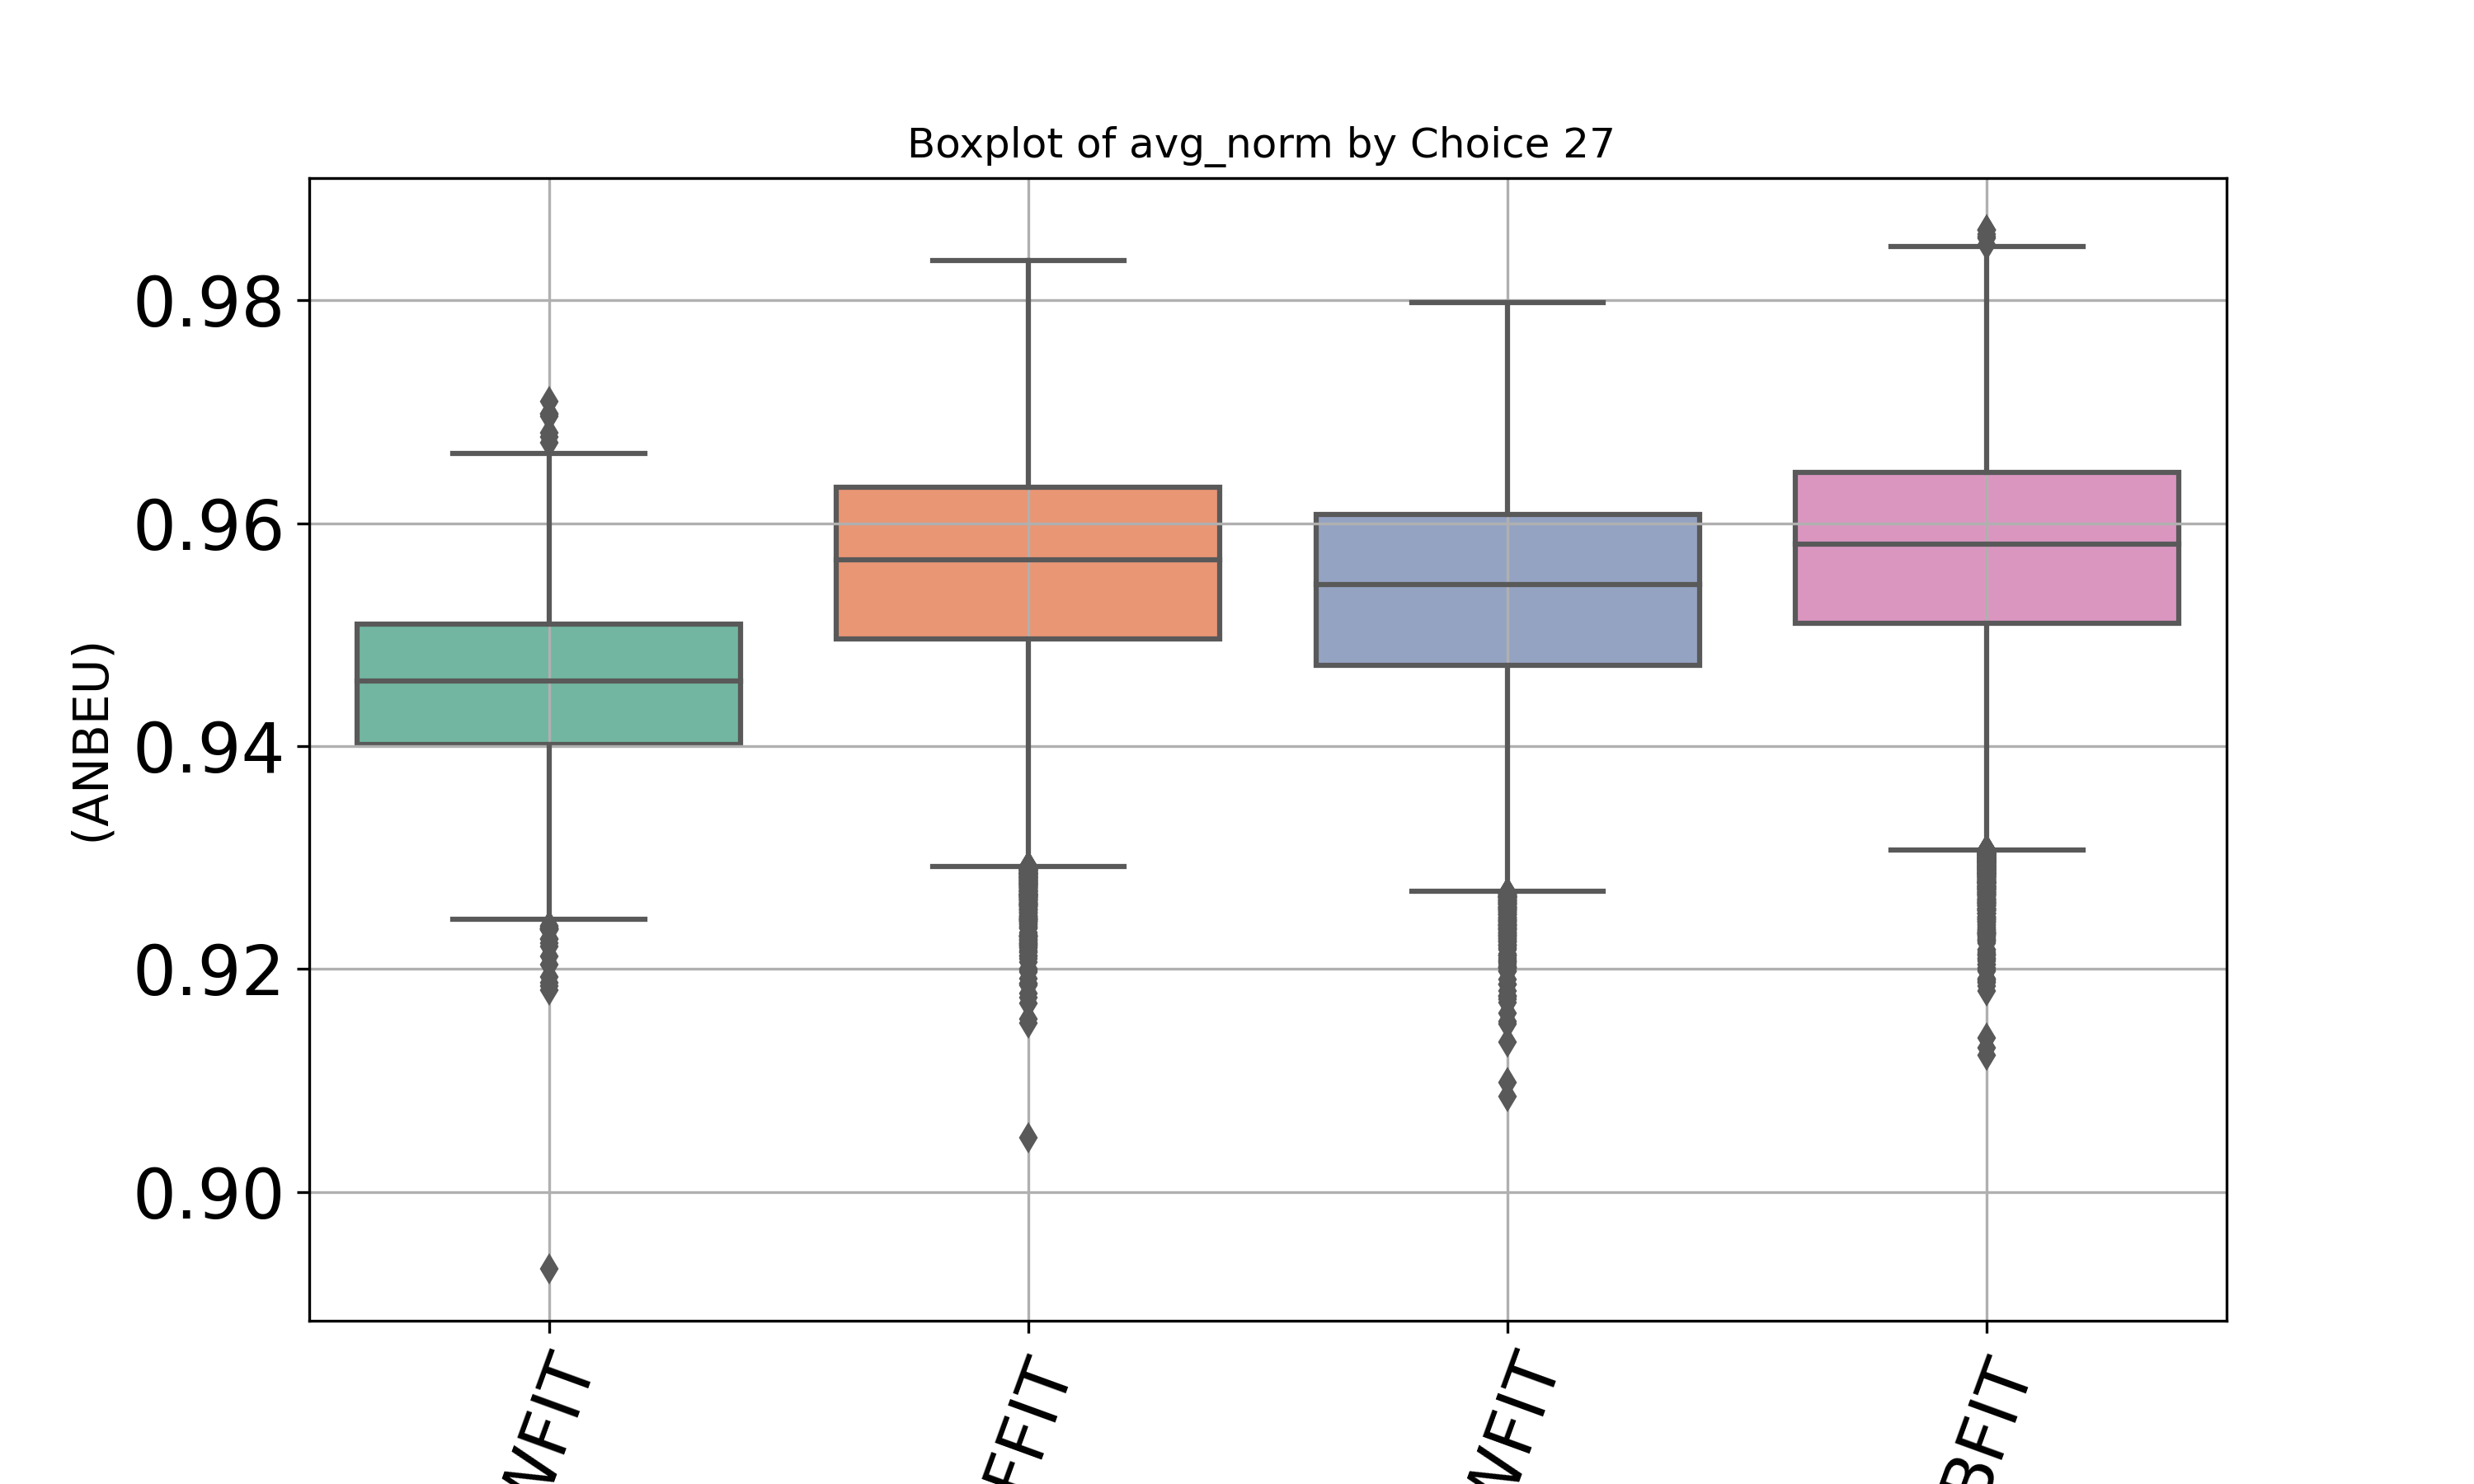 Boxplot of avg_norm by Choice 27
(ANBEU)
0.98
0.96
0.94
0.92
0.90
WFIT
FFIT
WFIT
BFIT